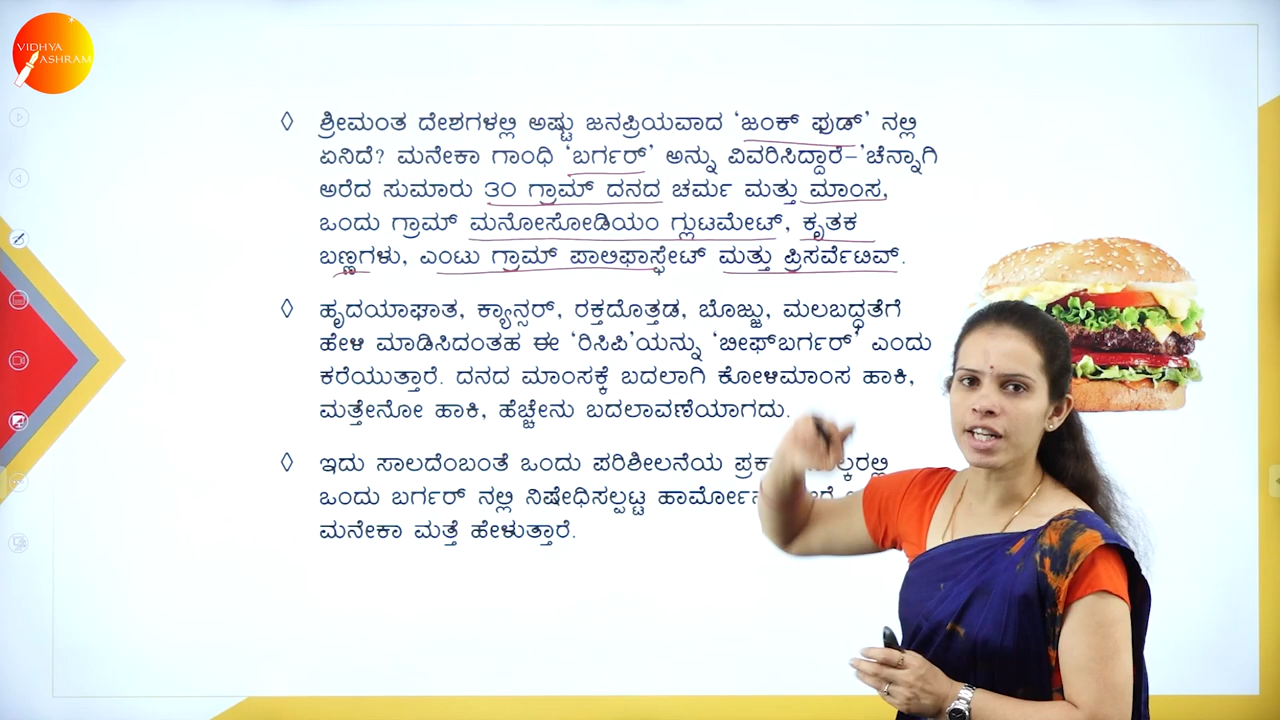 VIDHYA
ASHRAM
◊ ಶ್ರೀಮಂತ ದೇಶಗಳಲ್ಲಿ ಅಷ್ಟು ಜನಪ್ರಿಯವಾದ ‘ಜಂಕ್ ಫುಡ್’ ನಲ್ಲಿ
ಏನಿದೆ? ಮನೇಕಾ ಗಾಂಧಿ ‘ಬರ್ಗರ್’ ಅನ್ನು ವಿವರಿಸಿದ್ದಾರೆ–‘ಚೆನ್ನಾಗಿ
ಅರೆದ ಸುಮಾರು ೩೦ ಗ್ರಾಮ್ ದನದ ಚರ್ಮ ಮತ್ತು ಮಾಂಸ,
ಒಂದು ಗ್ರಾಮ್ ಮನೋಸೋಡಿಯಂ ಗ್ಲುಟಮೇಟ್, ಕೃತಕ
ಬಣ್ಣಗಳು, ಎಂಟು ಗ್ರಾಮ್ ಪಾಲಿಫಾಸ್ಫೇಟ್ ಮತ್ತು ಪ್ರಿಸರ್ವೆಟಿವ್.
◊ ಹೃದಯಾಘಾತ, ಕ್ಯಾನ್ಸರ್, ರಕ್ತದೊತ್ತಡ, ಬೊಜ್ಜು, ಮಲಬದ್ಧತೆಗೆ
ಹೇಳಿ ಮಾಡಿಸಿದಂತಹ ಈ ‘ರಿಸಿಪಿ’ಯನ್ನು ‘ಬೀಫ್‌ಬರ್ಗರ್’ ಎಂದು
ಕರೆಯುತ್ತಾರೆ. ದನದ ಮಾಂಸಕ್ಕೆ ಬದಲಾಗಿ ಕೋಳಿಮಾಂಸ ಹಾಕಿ,
ಮತ್ತೇನೋ ಹಾಕಿ, ಹೆಚ್ಚೇನು ಬದಲಾವಣೆಯಾಗದು.
◊ ಇದು ಸಾಲದೆಂಬಂತೆ ಒಂದು ಪರಿಶೀಲನೆಯ
ಒಂದು ಬರ್ಗರ್ ನಲ್ಲಿ ನಿಷೇಧಿಸಲ್ಪಟ್ಟ
ಮನೇಕಾ ಮತ್ತೆ ಹೇಳುತ್ತಾರೆ.